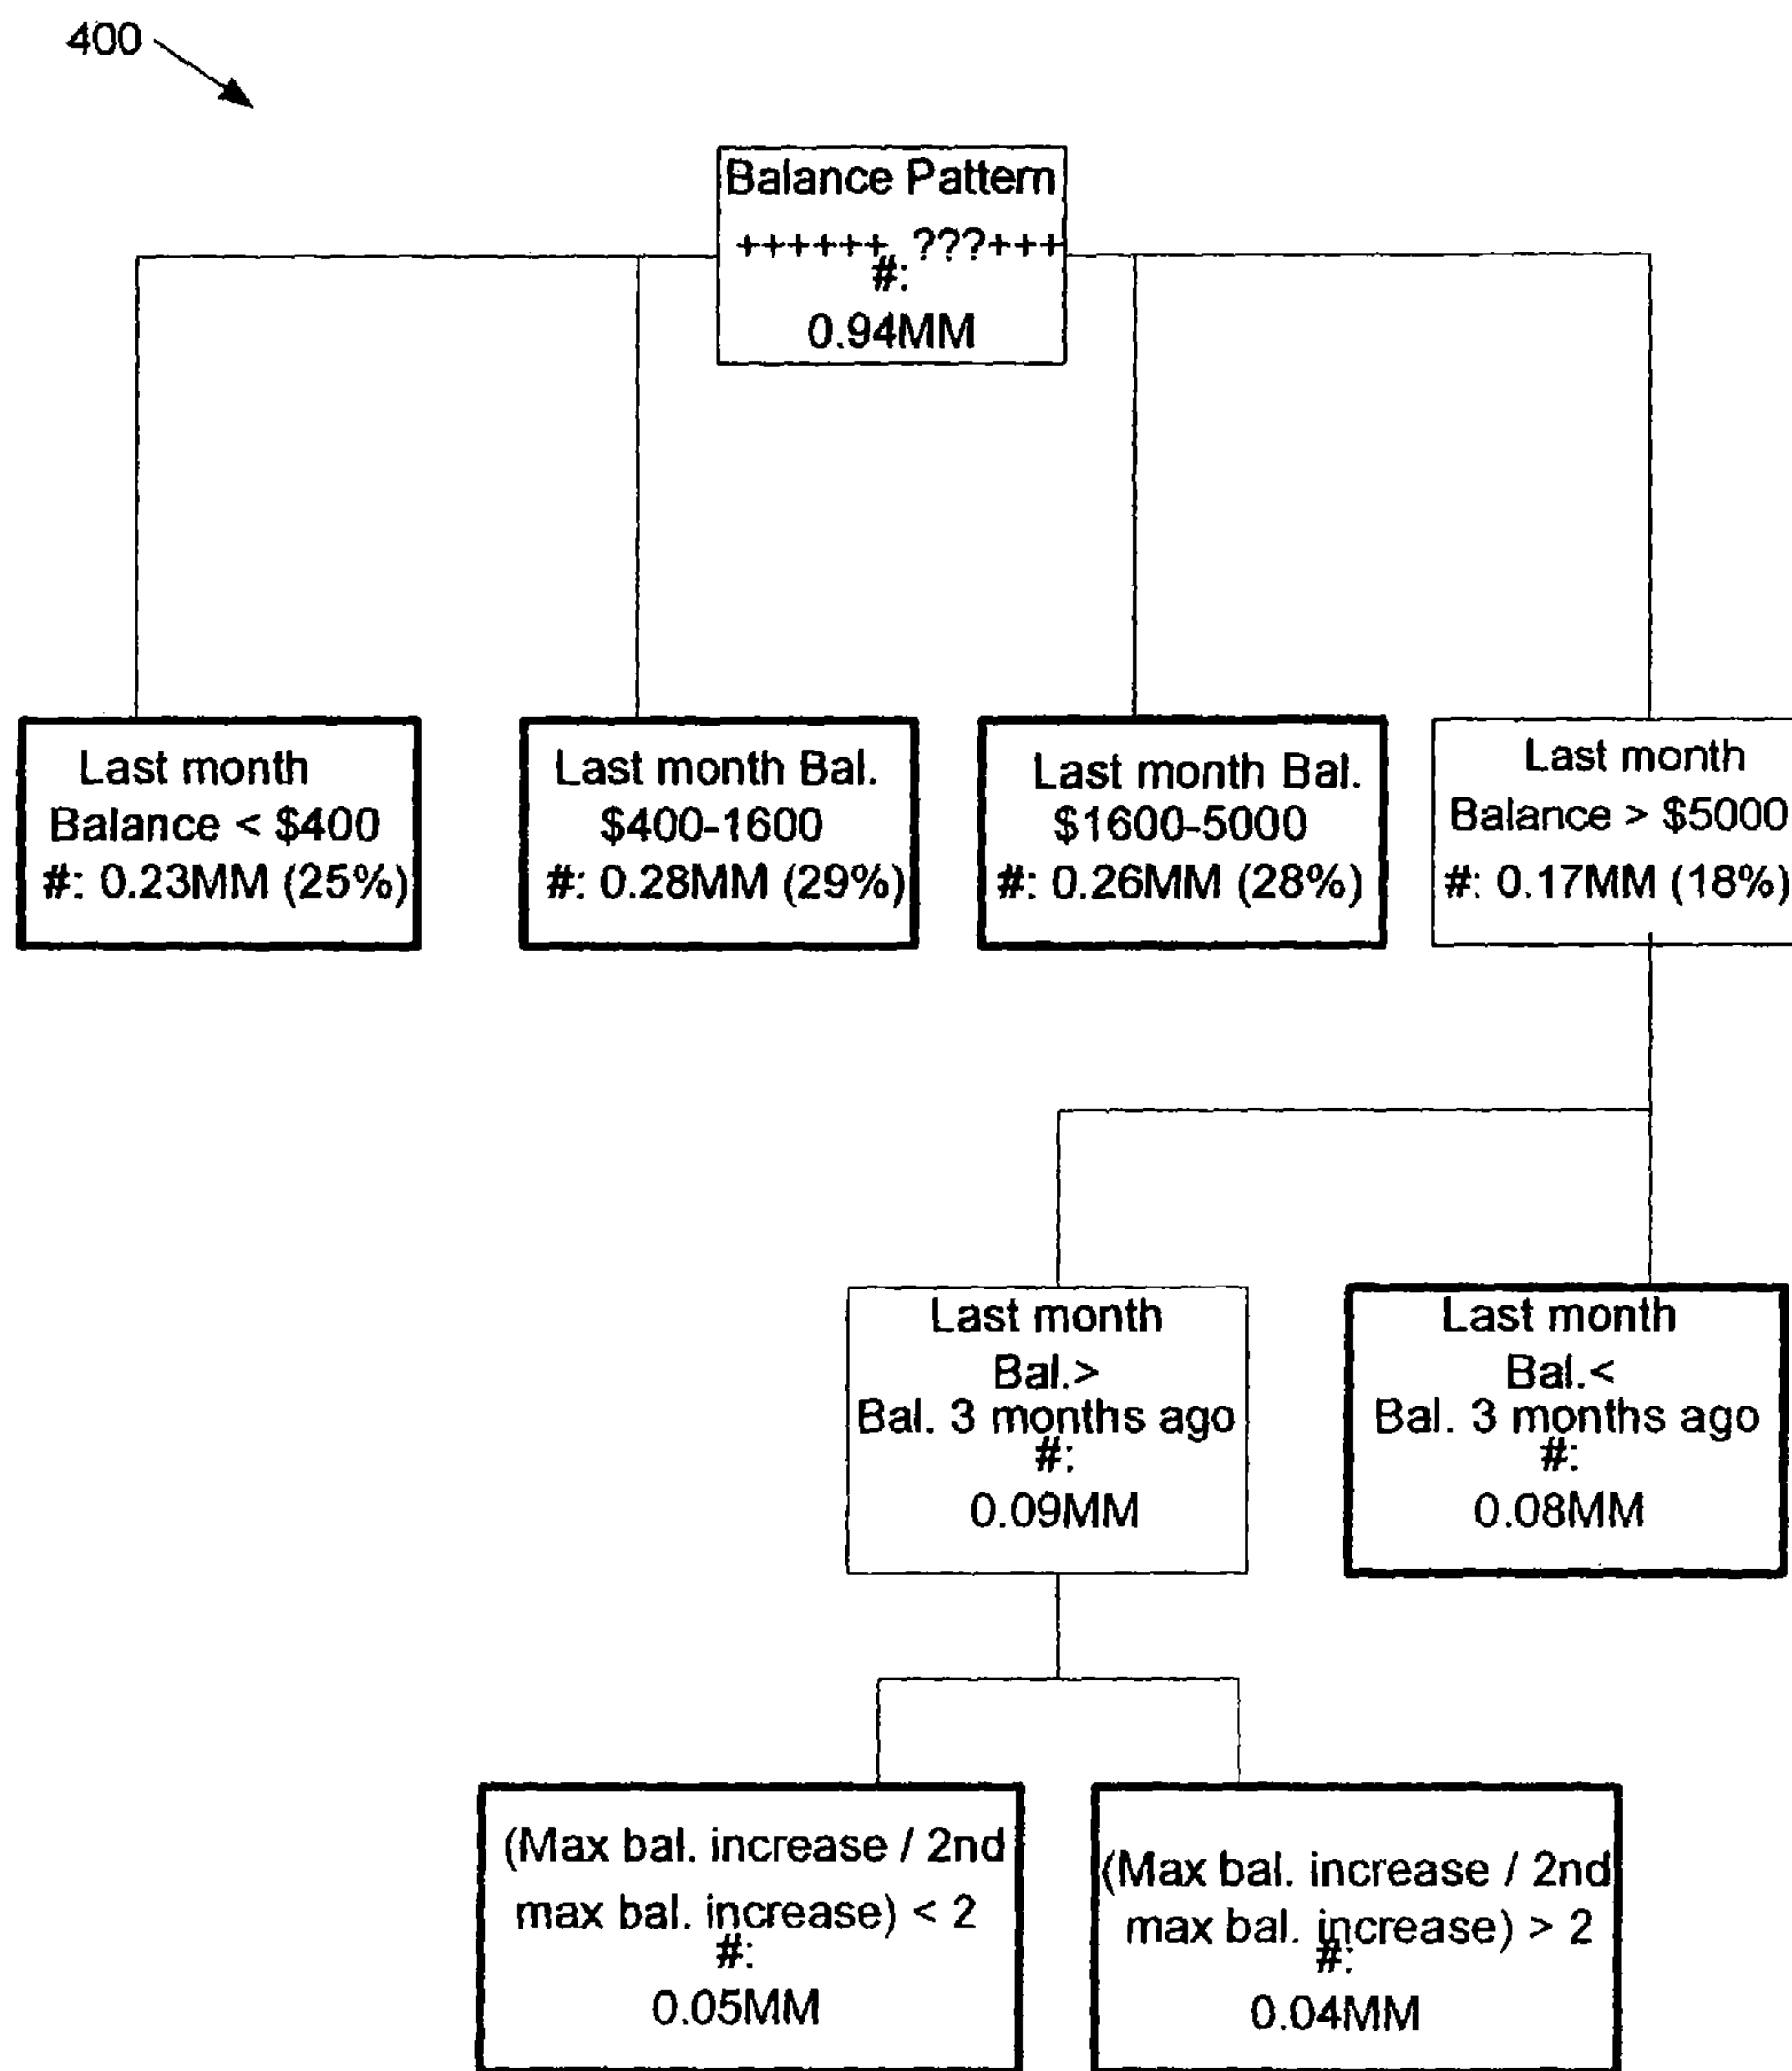 400
Balance Pattern
++++++, ???+++
#:
0.94MM
Last month
Balance < $400
#: 0.23MM (25%)
Last month Bal.
$400-1600
#: 0.28MM (29%)
Last month Bal.
$1600-5000
#: 0.26MM (28%)
Last month
Balance > $5000
#: 0.17MM (18%)
Last month
Bal.>
Bal. 3 months ago
#:
0.09MM
Last month
Bal.<
Bal. 3 months ago
#:
0.08MM
(Max bal. increase / 2nd
max bal. increase) < 2
#:
0.05MM
(Max bal. increase / 2nd
max bal. increase) > 2
#:
0.04MM